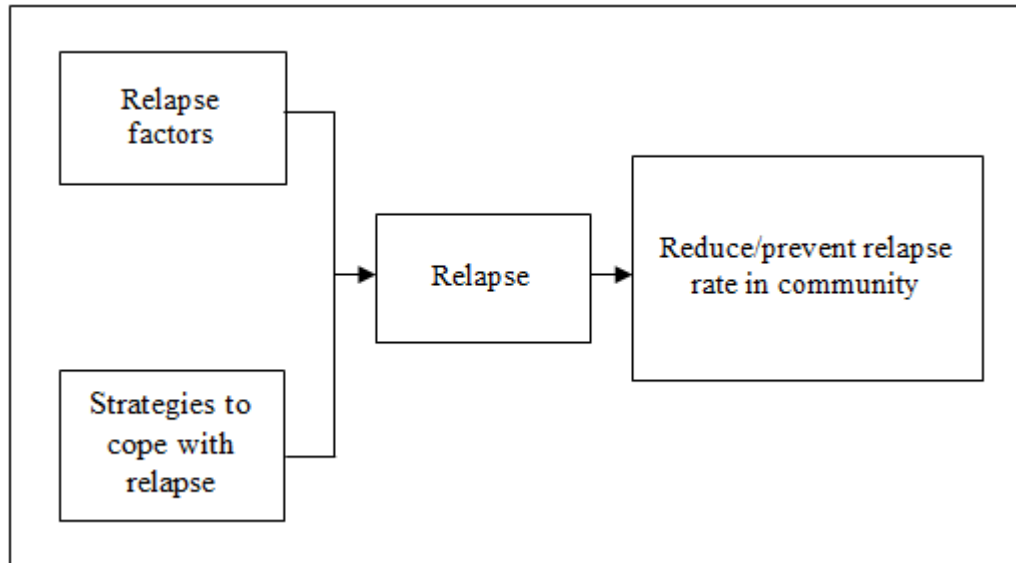 Relapse
factors
Strategies to
cope with
relapse
Relapse
Reduce/prevent relapse
rate in community